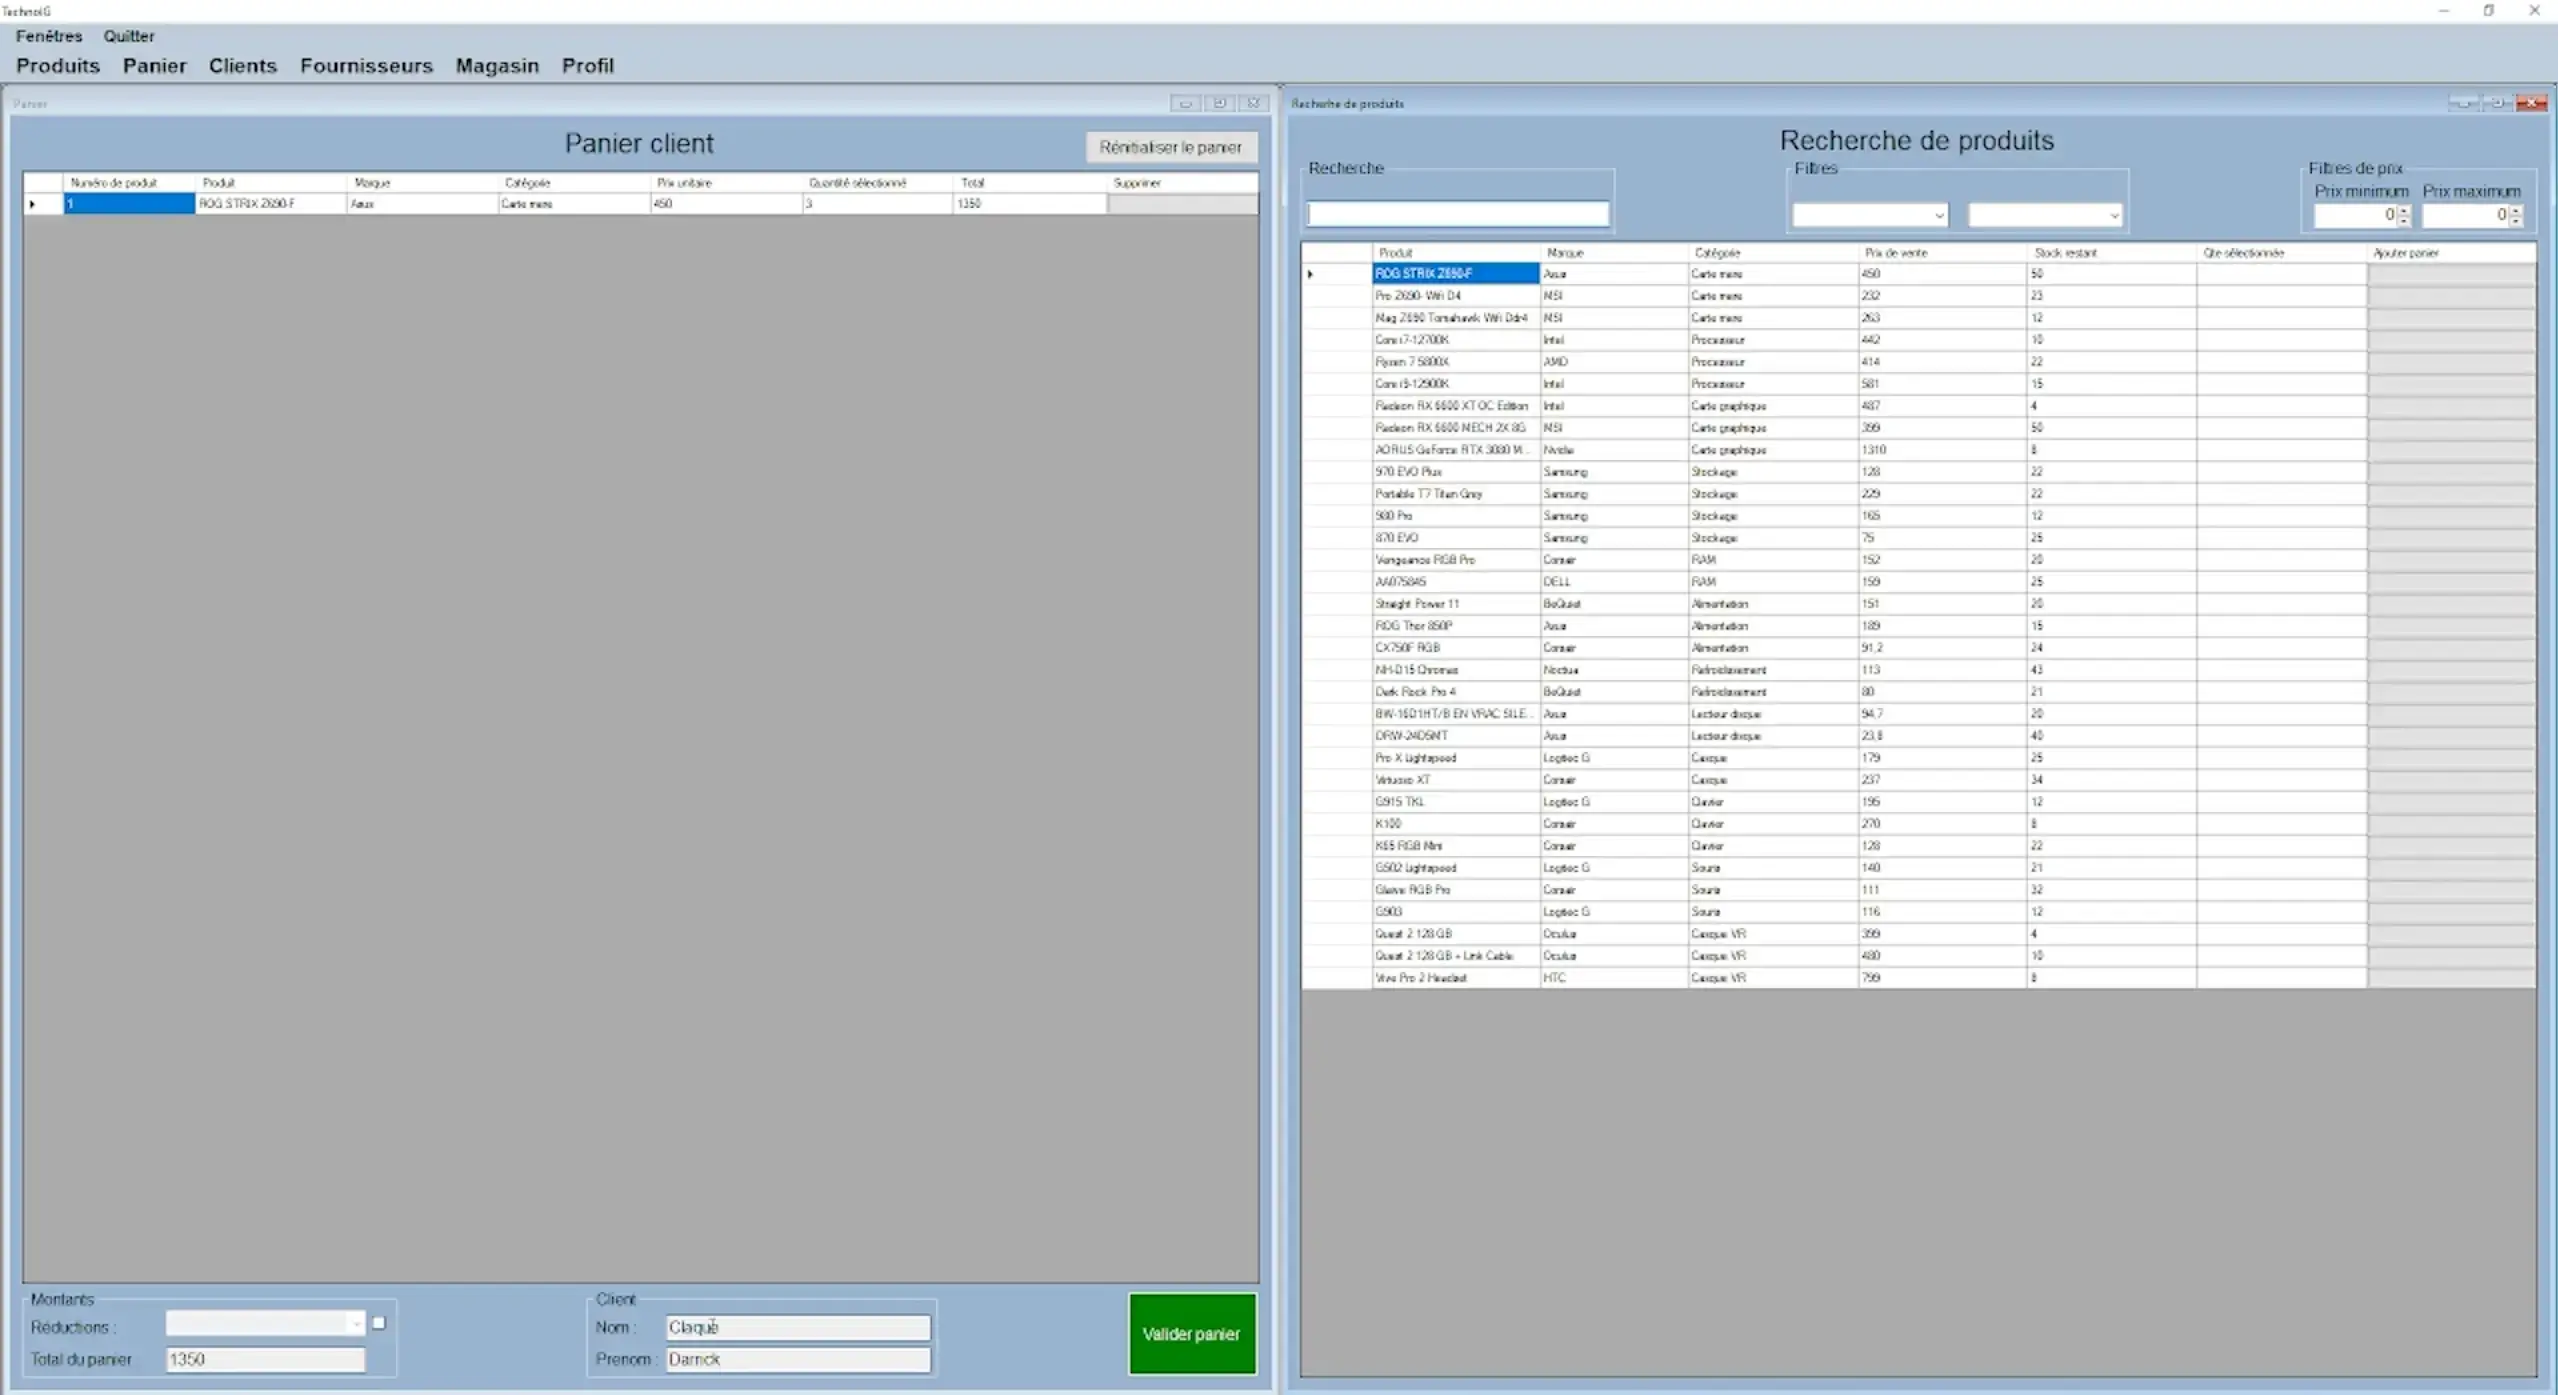 TechnoIG
Fenêtres Quitter
Produits Panier Clients Fournisseurs Magasin Profil
Panier
Panier client
Réinitialiser le panier
Numéro de produit Produit Marque Catégorie Prix unitaire Quantité sélectionné Total Supprimer
1 ROG STRIX Z690-F Asus Carte mere 450 3 1350
Montants
Réductions :
Total du panier 1350
Client
Nom : Claque
Prenom : Darrick
Valider panier
Recherhe de produits
Recherche de produits
Recherche
Filtres
Filtres de prix
Prix minimum Prix maximum
0 0
Produit Marque Catégorie Prix de vente Stock restant Qte sélectionnée Ajouter panier
ROG STRIX Z690-F Asus Carte mere 450 50
Pro Z690- Wifi D4 MSI Carte mere 232 23
Mag Z690 Tomahawk Wifi Ddr4 MSI Carte mere 263 12
Core i7-12700K Intel Processeur 442 10
Ryzen 7 5800X AMD Processeur 414 22
Core i9-12900K Intel Processeur 581 15
Radeon RX 6600 XT OC Edition Intel Carte graphique 487 4
Radeon RX 6600 MECH 2X 8G MSI Carte graphique 399 50
AORUS GeForce RTX 3080 M... Nvidia Carte graphique 1310 8
970 EVO Plus Samsung Stockage 128 22
Portable T7 Titan Grey Samsung Stockage 229 22
980 Pro Samsung Stockage 165 12
870 EVO Samsung Stockage 75 25
Vengeance RGB Pro Corsair RAM 152 20
AA075845 DELL RAM 159 25
Straight Power 11 BeQuiet Alimentation 151 20
ROG Thor 850P Asus Alimentation 189 15
CX750F RGB Corsair Alimentation 91,2 24
NH-D15 Chromax Noctua Refroidissement 113 43
Dark Rock Pro 4 BeQuiet Refroidissement 80 21
BW-16D1HT/B EN VRAC SILE... Asus Lecteur disque 94,7 20
DRW-24D5MT Asus Lecteur disque 23,8 40
Pro X Lightspeed Logitec G Casque 179 25
Virtuoso XT Corsair Casque 237 34
G915 TKL Logitec G Clavier 195 12
K100 Corsair Clavier 270 8
K65 RGB Mini Corsair Clavier 128 22
G502 Lightspeed Logitec G Souris 140 21
Glaive RGB Pro Corsair Souris 111 32
G903 Logitec G Souris 116 12
Quest 2 128 GB Oculus Casque VR 399 4
Quest 2 128 GB + Link Cable Oculus Casque VR 480 10
Vive Pro 2 Headset HTC Casque VR 799 8